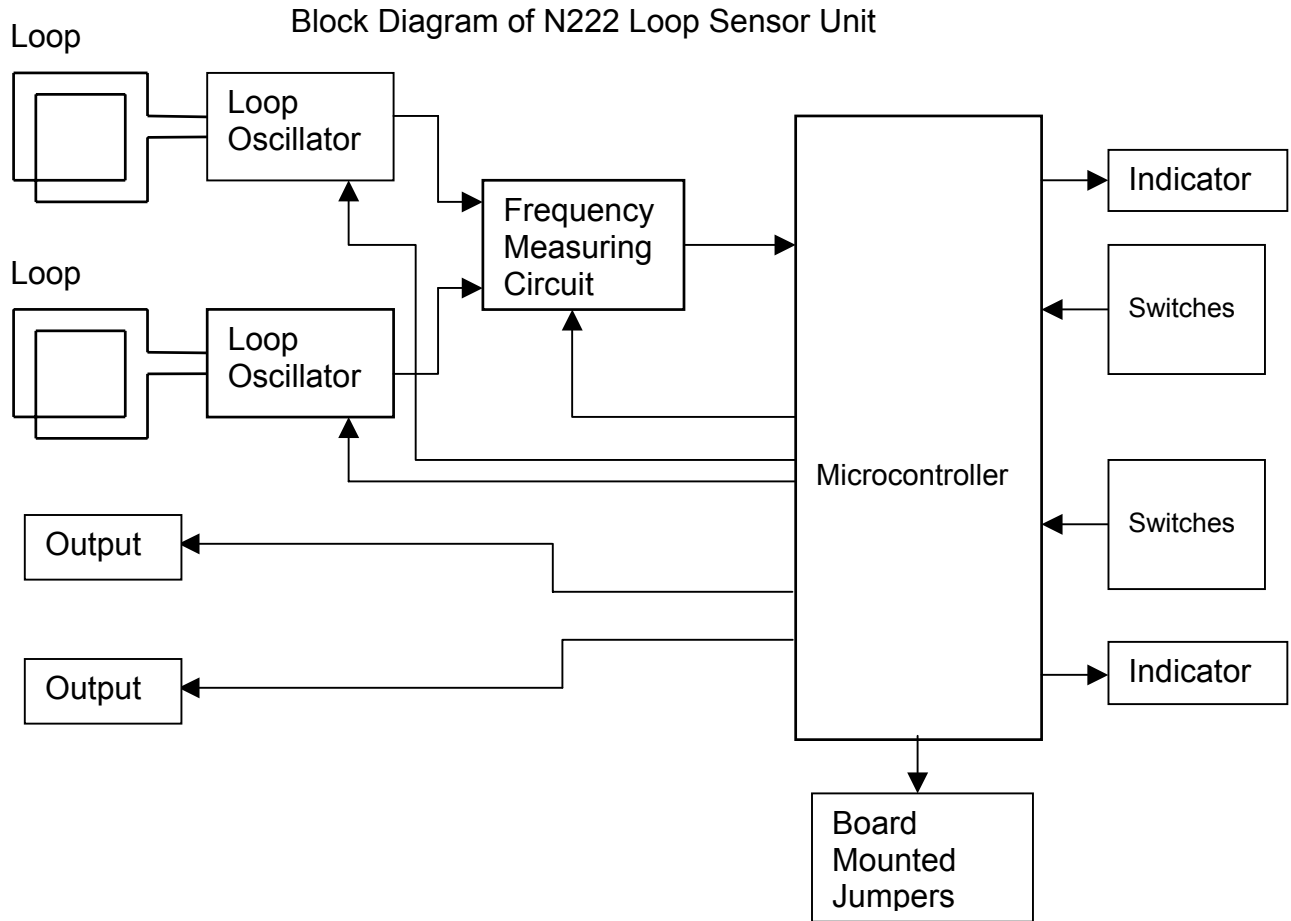 Block Diagram of N222 Loop Sensor Unit
Loop
Loop
Oscillator
Indicator
Frequency
Measuring
Circuit
Switches
Loop
Loop
Oscillator
Microcontroller
Switches
Output
Output
Indicator
Board
Mounted
Jumpers